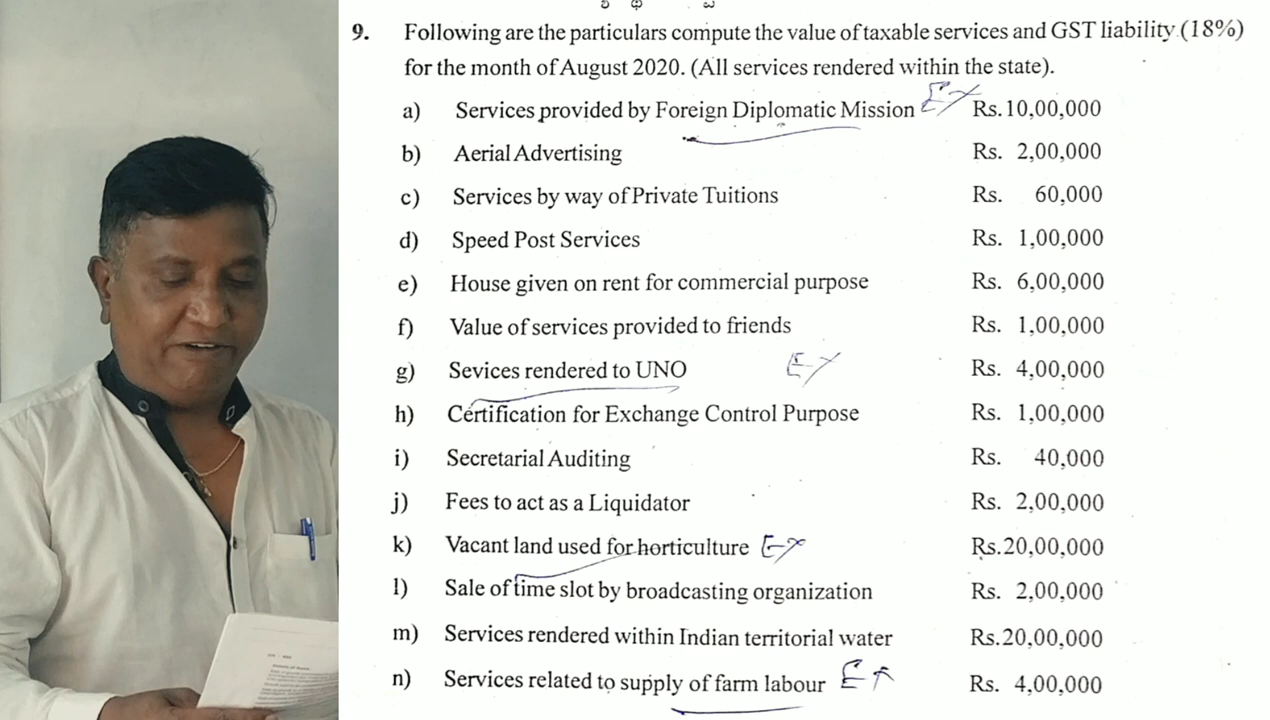 9. Following are the particulars compute the value of taxable services and GST liability (18%)
for the month of August 2020. (All services rendered within the state).
a) Services provided by Foreign Diplomatic Mission Ex Rs.10,00,000
b) Aerial Advertising Rs. 2,00,000
c) Services by way of Private Tuitions Rs. 60,000
d) Speed Post Services Rs. 1,00,000
e) House given on rent for commercial purpose Rs. 6,00,000
f) Value of services provided to friends Rs. 1,00,000
g) Sevices rendered to UNO Ex Rs. 4,00,000
h) Certification for Exchange Control Purpose Rs. 1,00,000
i) Secretarial Auditing Rs. 40,000
j) Fees to act as a Liquidator Rs. 2,00,000
k) Vacant land used for horticulture Ex Rs.20,00,000
l) Sale of time slot by broadcasting organization Rs. 2,00,000
m) Services rendered within Indian territorial water Rs.20,00,000
n) Services related to supply of farm labour Ex Rs. 4,00,000